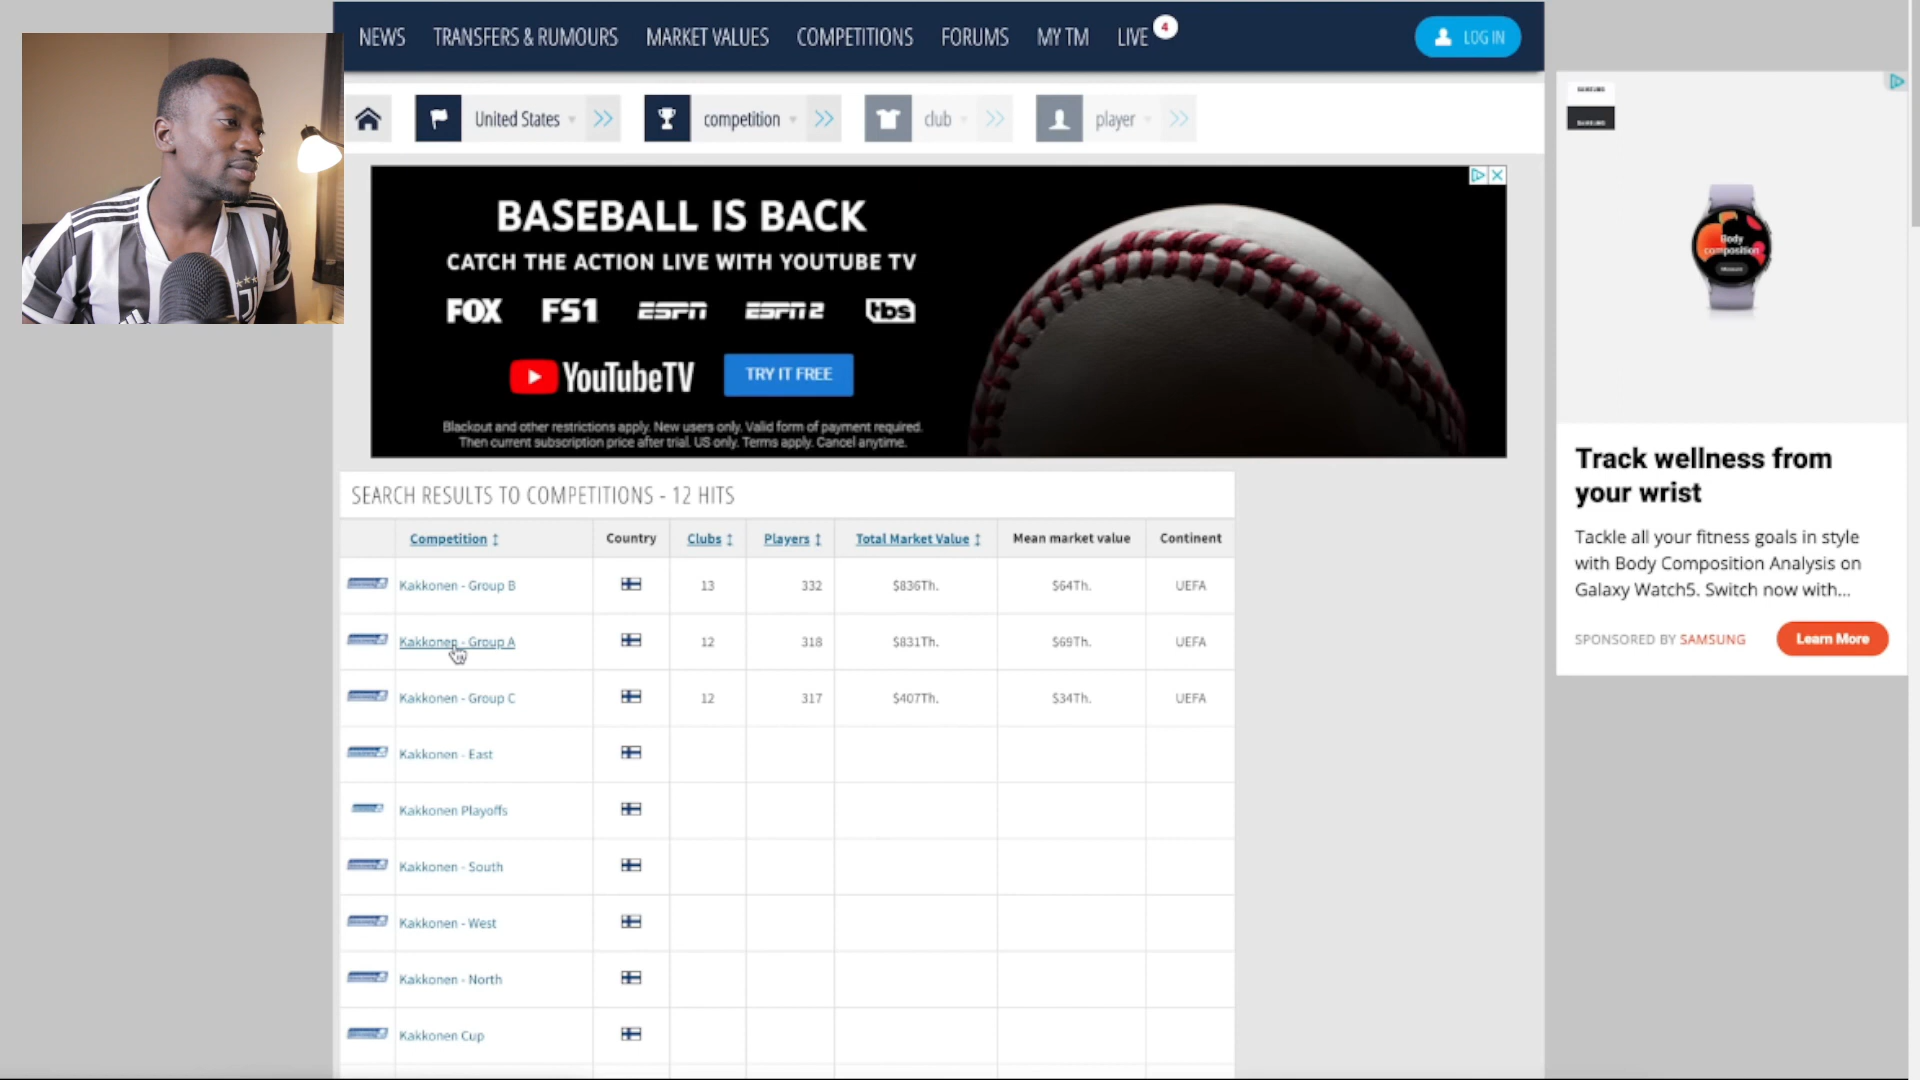 NEWS TRANSFERS & RUMOURS MARKET VALUES COMPETITIONS FORUMS MY TM LIVE 4 LOG IN
United States competition club player
BASEBALL IS BACK
CATCH THE ACTION LIVE WITH YOUTUBE TV
FOX FS1 ESPN ESPN2 tbs
YouTubeTV TRY IT FREE
Blackout and other restrictions apply. New users only. Valid form of payment required.
Then current subscription price after trial. US only. Terms apply. Cancel anytime.
SAMSUNG
SAMSUNG
Body
composition
Measure
Track wellness from
your wrist
Tackle all your fitness goals in style
with Body Composition Analysis on
Galaxy Watch5. Switch now with...
SPONSORED BY SAMSUNG Learn More
SEARCH RESULTS TO COMPETITIONS - 12 HITS
Competition Country Clubs Players Total Market Value Mean market value Continent
Kakkonen - Group B 13 332 $836Th. $64Th. UEFA
Kakkonen - Group A 12 318 $831Th. $69Th. UEFA
Kakkonen - Group C 12 317 $407Th. $34Th. UEFA
Kakkonen - East
Kakkonen Playoffs
Kakkonen - South
Kakkonen - West
Kakkonen - North
Kakkonen Cup